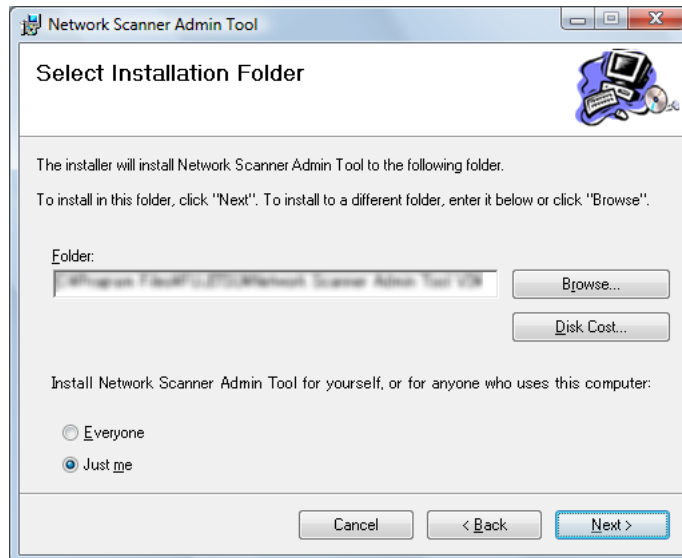 Network Scanner Admin Tool
Select Installation Folder
The installer will install Network Scanner Admin Tool to the following folder.
To install in this folder, click "Next". To install to a different folder, enter it below or click "Browse".
Folder:
Browse...
Disk Cost...
Install Network Scanner Admin Tool for yourself, or for anyone who uses this computer:
Everyone
Just me
Cancel
< Back
Next >